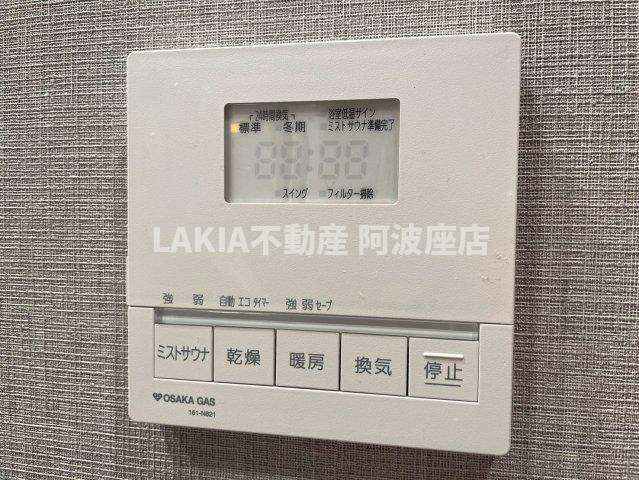 24時間換気
浴室低温サイン
標準 冬期 ミストサウナ準備完了
88:88
スイング フィルター掃除
LAKIA不動産 阿波座店
強 弱 自動 エコ タイマー 強 弱 セーブ
ミストサウナ 乾燥 暖房 換気 停止
OSAKA GAS
161-N821